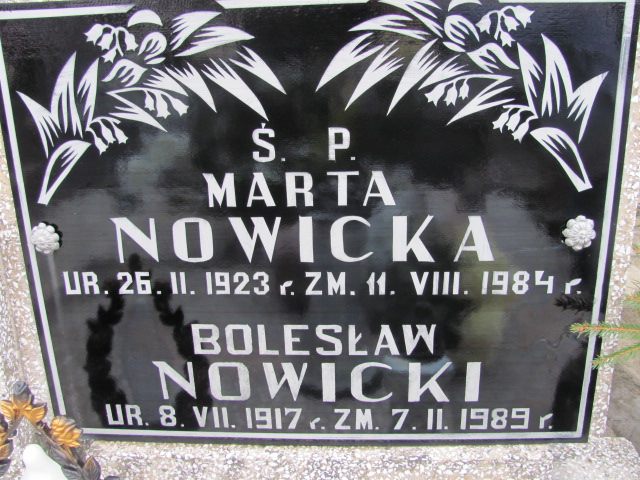 Ś. P.
MARTA
NOWICKA
UR. 26. II. 1923 r. ZM. 11. VIII. 1984 r.
BOLESŁAW
NOWICKI
UR. 8. VII. 1917 r. ZM. 7. II. 1989 r.